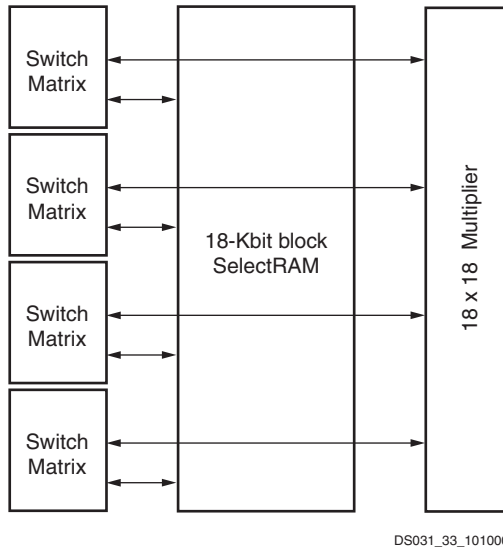 Switch
Matrix
Switch
Matrix
Switch
Matrix
Switch
Matrix
18-Kbit block
SelectRAM
18 x 18 Multiplier
DS031_33_101000